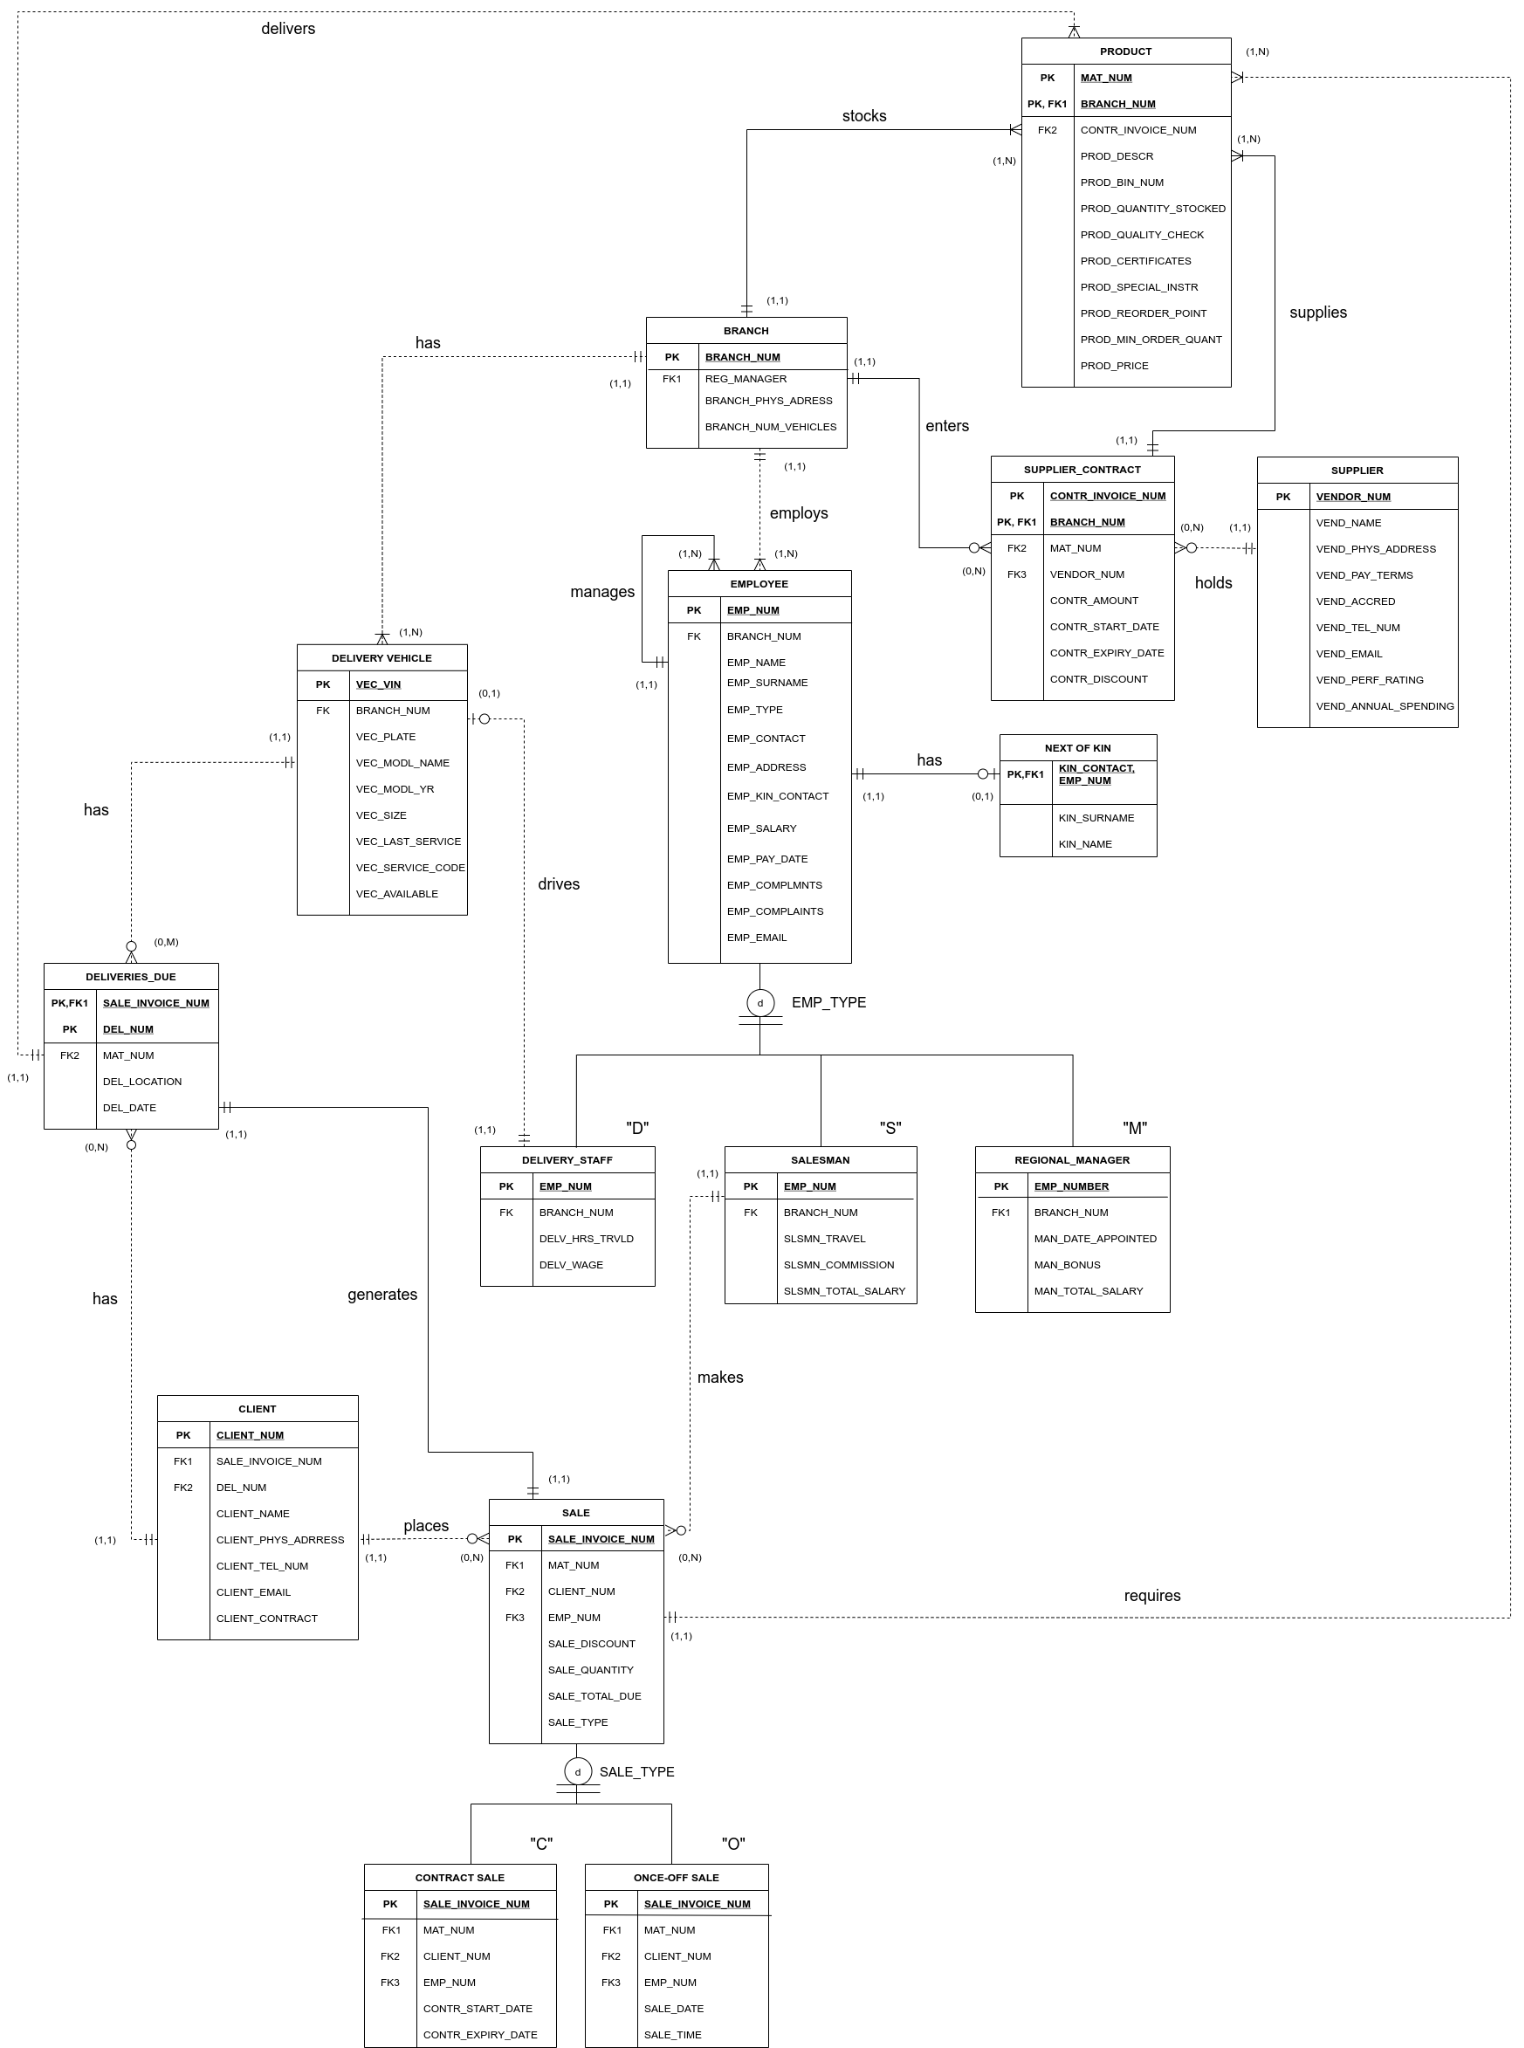 delivers
PRODUCT
PK MAT_NUM
PK, FK1 BRANCH_NUM
FK2 CONTR_INVOICE_NUM
PROD_DESCR
PROD_BIN_NUM
PROD_QUANTITY_STOCKED
PROD_QUALITY_CHECK
PROD_CERTIFICATES
PROD_SPECIAL_INSTR
PROD_REORDER_POINT
PROD_MIN_ORDER_QUANT
PROD_PRICE
(1,N)
(1,N)
(1,N)
stocks
(1,1)
supplies
(1,1)
BRANCH
PK BRANCH_NUM
FK1 REG_MANAGER
BRANCH_PHYS_ADRESS
BRANCH_NUM_VEHICLES
has
(1,1)
(1,N)
(1,1)
enters
(0,N)
(1,1)
employs
(1,N)
SUPPLIER_CONTRACT
PK CONTR_INVOICE_NUM
PK, FK1 BRANCH_NUM
FK2 MAT_NUM
FK3 VENDOR_NUM
CONTR_AMOUNT
CONTR_START_DATE
CONTR_EXPIRY_DATE
CONTR_DISCOUNT
(0,N)
(1,1)
holds
SUPPLIER
PK VENDOR_NUM
VEND_NAME
VEND_PHYS_ADDRESS
VEND_PAY_TERMS
VEND_ACCRED
VEND_TEL_NUM
VEND_EMAIL
VEND_PERF_RATING
VEND_ANNUAL_SPENDING
(1,N)
manages
(1,1)
EMPLOYEE
PK EMP_NUM
FK BRANCH_NUM
EMP_NAME
EMP_SURNAME
EMP_TYPE
EMP_CONTACT
EMP_ADDRESS
EMP_KIN_CONTACT
EMP_SALARY
EMP_PAY_DATE
EMP_COMPLMNTS
EMP_COMPLAINTS
EMP_EMAIL
has
(1,1)
(0,1)
NEXT OF KIN
PK,FK1 KIN_CONTACT,
EMP_NUM
KIN_SURNAME
KIN_NAME
DELIVERY VEHICLE
PK VEC_VIN
FK BRANCH_NUM
VEC_PLATE
VEC_MODL_NAME
VEC_MODL_YR
VEC_SIZE
VEC_LAST_SERVICE
VEC_SERVICE_CODE
VEC_AVAILABLE
(0,1)
drives
(1,1)
(1,1)
has
(0,M)
DELIVERIES_DUE
PK,FK1 SALE_INVOICE_NUM
PK DEL_NUM
FK2 MAT_NUM
DEL_LOCATION
DEL_DATE
(1,1)
(0,N)
(1,1)
d EMP_TYPE
"D"
"S"
"M"
DELIVERY_STAFF
PK EMP_NUM
FK BRANCH_NUM
DELV_HRS_TRVLD
DELV_WAGE
SALESMAN
PK EMP_NUM
FK BRANCH_NUM
SLSMN_TRAVEL
SLSMN_COMMISSION
SLSMN_TOTAL_SALARY
REGIONAL_MANAGER
PK EMP_NUMBER
FK1 BRANCH_NUM
MAN_DATE_APPOINTED
MAN_BONUS
MAN_TOTAL_SALARY
(1,1)
has
generates
makes
CLIENT
PK CLIENT_NUM
FK1 SALE_INVOICE_NUM
FK2 DEL_NUM
CLIENT_NAME
CLIENT_PHYS_ADRRESS
CLIENT_TEL_NUM
CLIENT_EMAIL
CLIENT_CONTRACT
(1,1)
places
(1,1)
(0,N)
(1,1)
SALE
PK SALE_INVOICE_NUM
FK1 MAT_NUM
FK2 CLIENT_NUM
FK3 EMP_NUM
SALE_DISCOUNT
SALE_QUANTITY
SALE_TOTAL_DUE
SALE_TYPE
(0,N)
(1,1)
requires
d SALE_TYPE
"C"
"O"
CONTRACT SALE
PK SALE_INVOICE_NUM
FK1 MAT_NUM
FK2 CLIENT_NUM
FK3 EMP_NUM
CONTR_START_DATE
CONTR_EXPIRY_DATE
ONCE-OFF SALE
PK SALE_INVOICE_NUM
FK1 MAT_NUM
FK2 CLIENT_NUM
FK3 EMP_NUM
SALE_DATE
SALE_TIME